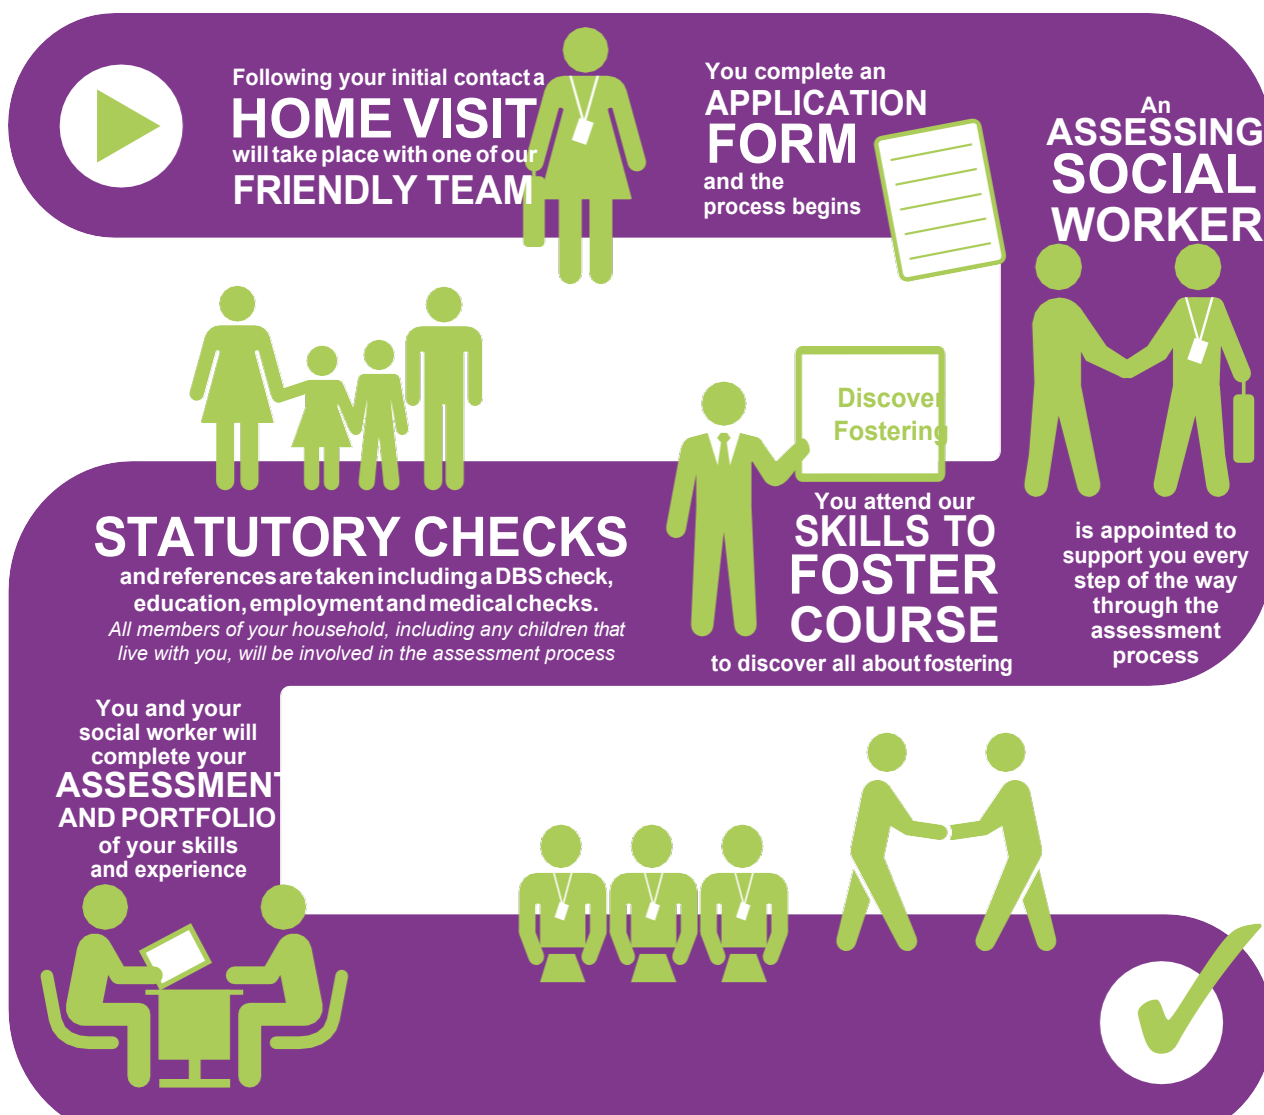 Following your initial contact a
HOME VISIT
will take place with one of our
FRIENDLY TEAM
You complete an
APPLICATION
FORM
and the
process begins
An
ASSESSING
SOCIAL
WORKER
is appointed to
support you every
step of the way
through the
assessment
process
Discover
Fostering
You attend our
SKILLS TO
FOSTER
COURSE
to discover all about fostering
STATUTORY CHECKS
and references are taken including a DBS check,
education, employment and medical checks.
All members of your household, including any children that
live with you, will be involved in the assessment process
You and your
social worker will
complete your
ASSESSMENT
AND PORTFOLIO
of your skills
and experience